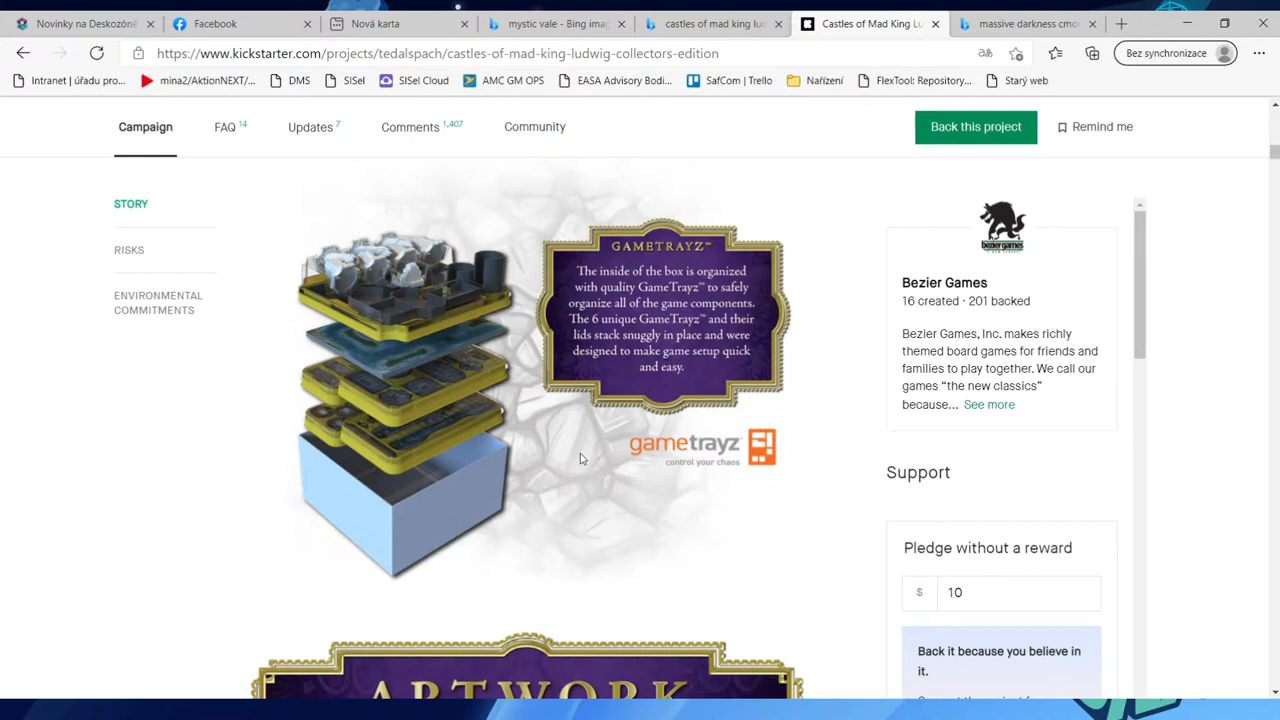 Novinky na Deskozóně
Facebook
Nová karta
mystic vale - Bing ima
castles of mad king lud
Castles of Mad King Lu
massive darkness cmo
https://www.kickstarter.com/projects/tedalspach/castles-of-mad-king-ludwig-collectors-edition
Bez synchronizace
Intranet (úřadu pro...
mina2/AktionNEXT/...
DMS
SISel
SISel Cloud
AMC GM OPS
EASA Advisory Bodi...
SafCom | Trello
Nařízení
FlexTool: Repository...
Starý web
Campaign
FAQ 14
Updates 7
Comments 1,407
Community
Back this project
Remind me
STORY
RISKS
ENVIRONMENTAL
COMMITMENTS
GAMETRAYZ™
The inside of the box is organized
with quality GameTrayz™ to safely
organize all of the game components.
The 6 unique GameTrayz™ and their
lids stack snuggly in place and were
designed to make game setup quick
and easy.
gametrayz
control your chaos
ARTWORK
béziergames
Bezier Games
16 created · 201 backed
Bezier Games, Inc. makes richly
themed board games for friends and
families to play together. We call our
games “the new classics”
because... See more
Support
Pledge without a reward
$ 10
Back it because you believe in
it.